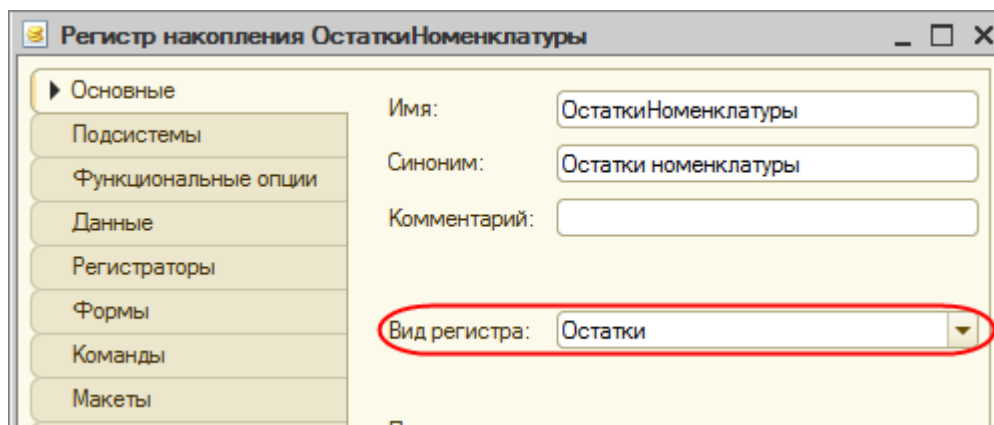 Регистр накопления ОстаткиНоменклатуры
Основные
Подсистемы
Функциональные опции
Данные
Регистраторы
Формы
Команды
Макеты
Имя: ОстаткиНоменклатуры
Синоним: Остатки номенклатуры
Комментарий:
Вид регистра: Остатки